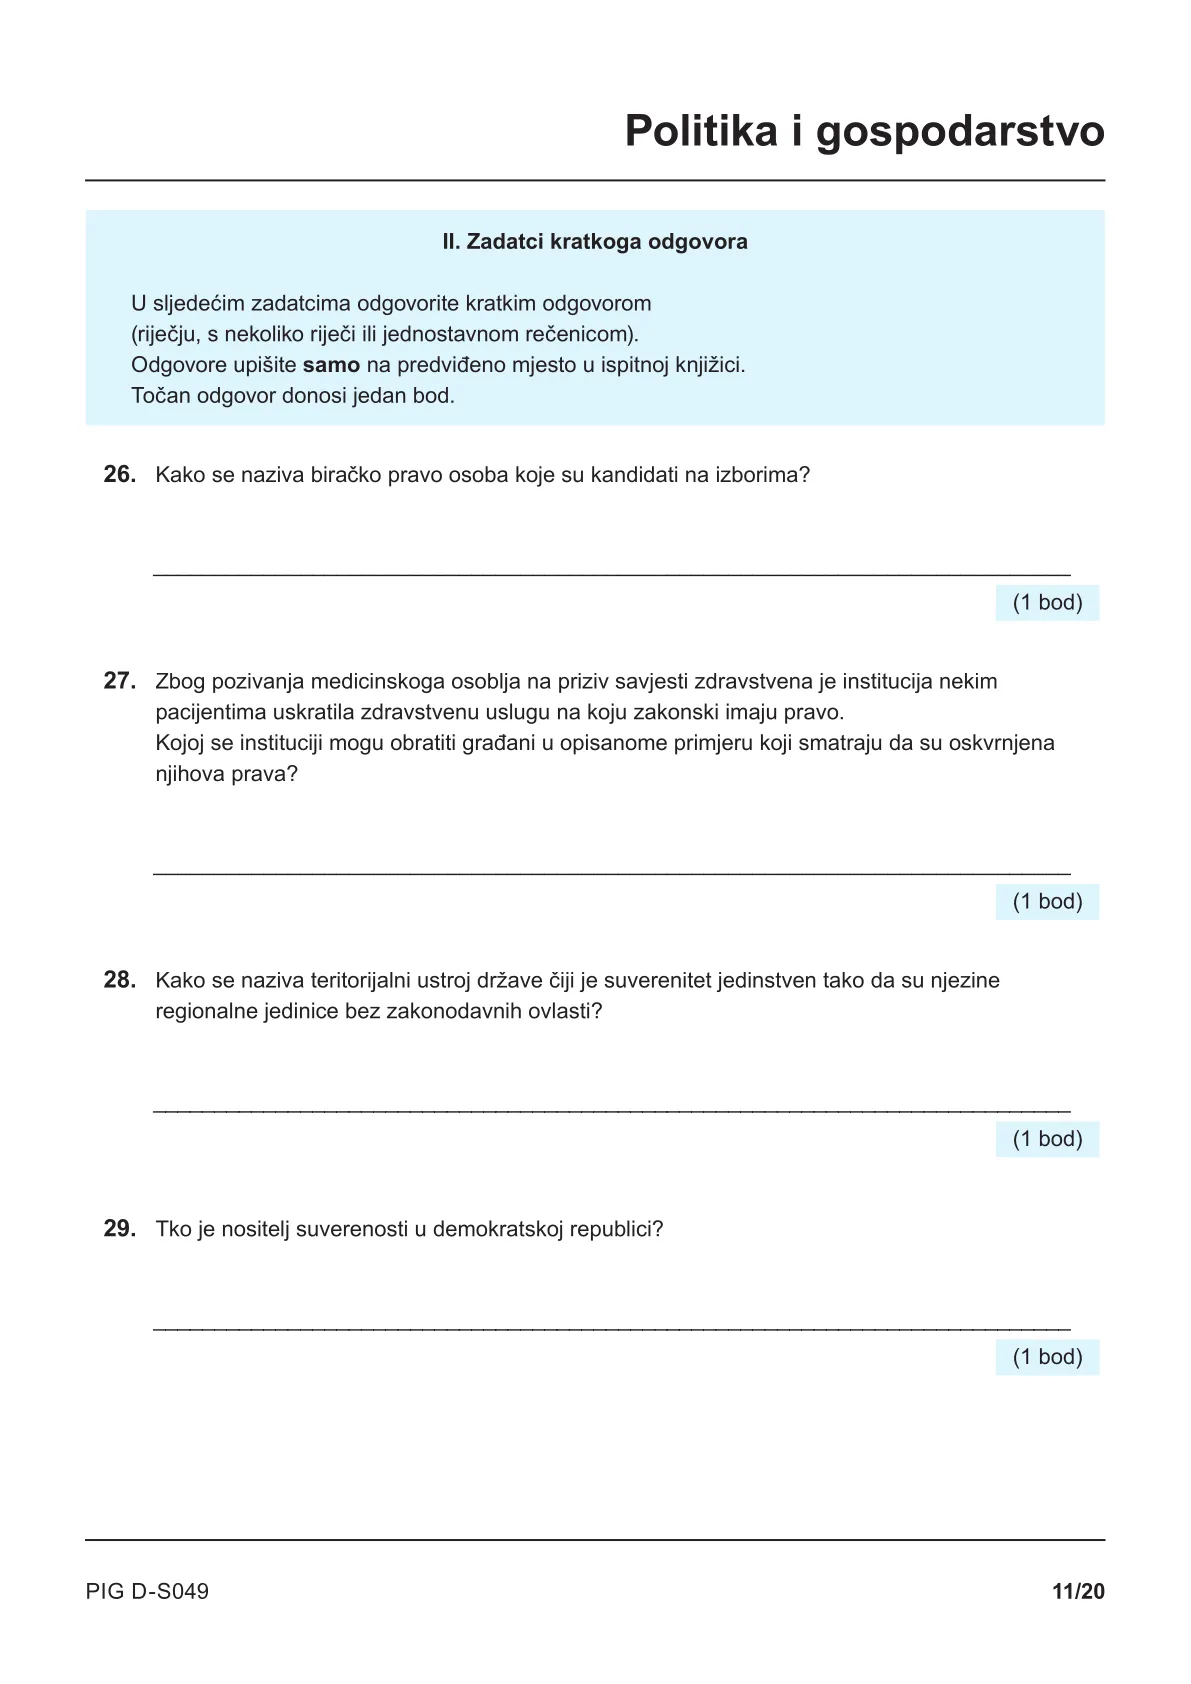 Politika i gospodarstvo
II. Zadatci kratkoga odgovora
U sljedećim zadatcima odgovorite kratkim odgovorom
(riječju, s nekoliko riječi ili jednostavnom rečenicom).
Odgovore upišite samo na predviđeno mjesto u ispitnoj knjižici.
Točan odgovor donosi jedan bod.
26. Kako se naziva biračko pravo osoba koje su kandidati na izborima?
(1 bod)
27. Zbog pozivanja medicinskoga osoblja na priziv savjesti zdravstvena je institucija nekim
pacijentima uskratila zdravstvenu uslugu na koju zakonski imaju pravo.
Kojoj se instituciji mogu obratiti građani u opisanome primjeru koji smatraju da su oskvrnjena
njihova prava?
(1 bod)
28. Kako se naziva teritorijalni ustroj države čiji je suverenitet jedinstven tako da su njezine
regionalne jedinice bez zakonodavnih ovlasti?
(1 bod)
29. Tko je nositelj suverenosti u demokratskoj republici?
(1 bod)
PIG D-S049
11/20